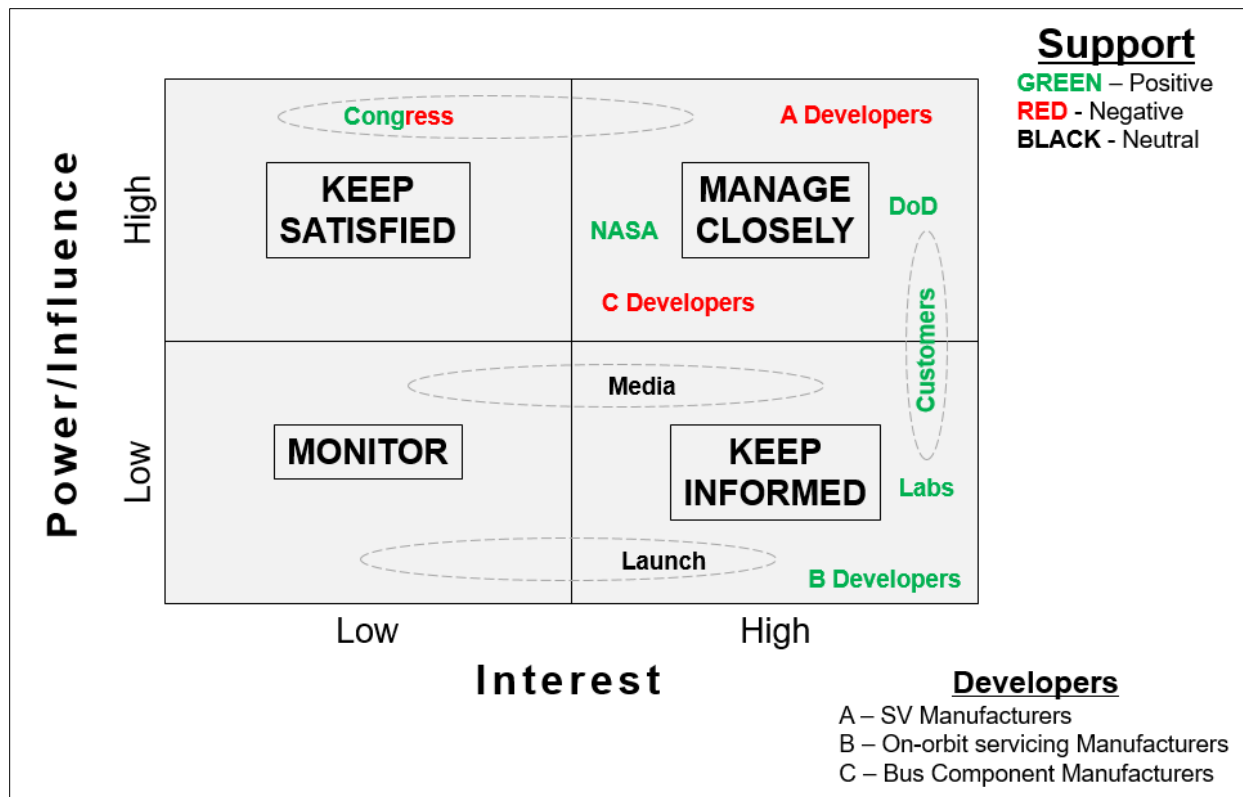 Support
GREEN – Positive
RED - Negative
BLACK - Neutral
Power/Influence
High
Low
Congress
A Developers
KEEP
SATISFIED
MANAGE
CLOSELY
DoD
NASA
C Developers
Customers
Media
MONITOR
KEEP
INFORMED
Labs
Launch
B Developers
Low
High
Interest
Developers
A – SV Manufacturers
B – On-orbit servicing Manufacturers
C – Bus Component Manufacturers